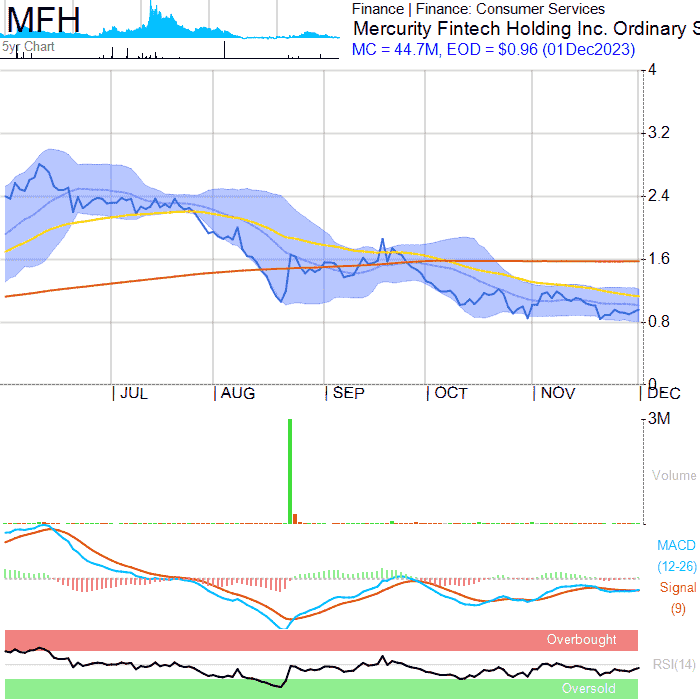 MFH
5yr Chart
Finance | Finance: Consumer Services
Mercurity Fintech Holding Inc. Ordinary S
MC = 44.7M, EOD = $0.96 (01Dec2023)
4
3.2
2.4
1.6
0.8
0
JUL
AUG
SEP
OCT
NOV
DEC
3M
Volume
MACD
(12-26)
Signal
(9)
Overbought
RSI(14)
Oversold